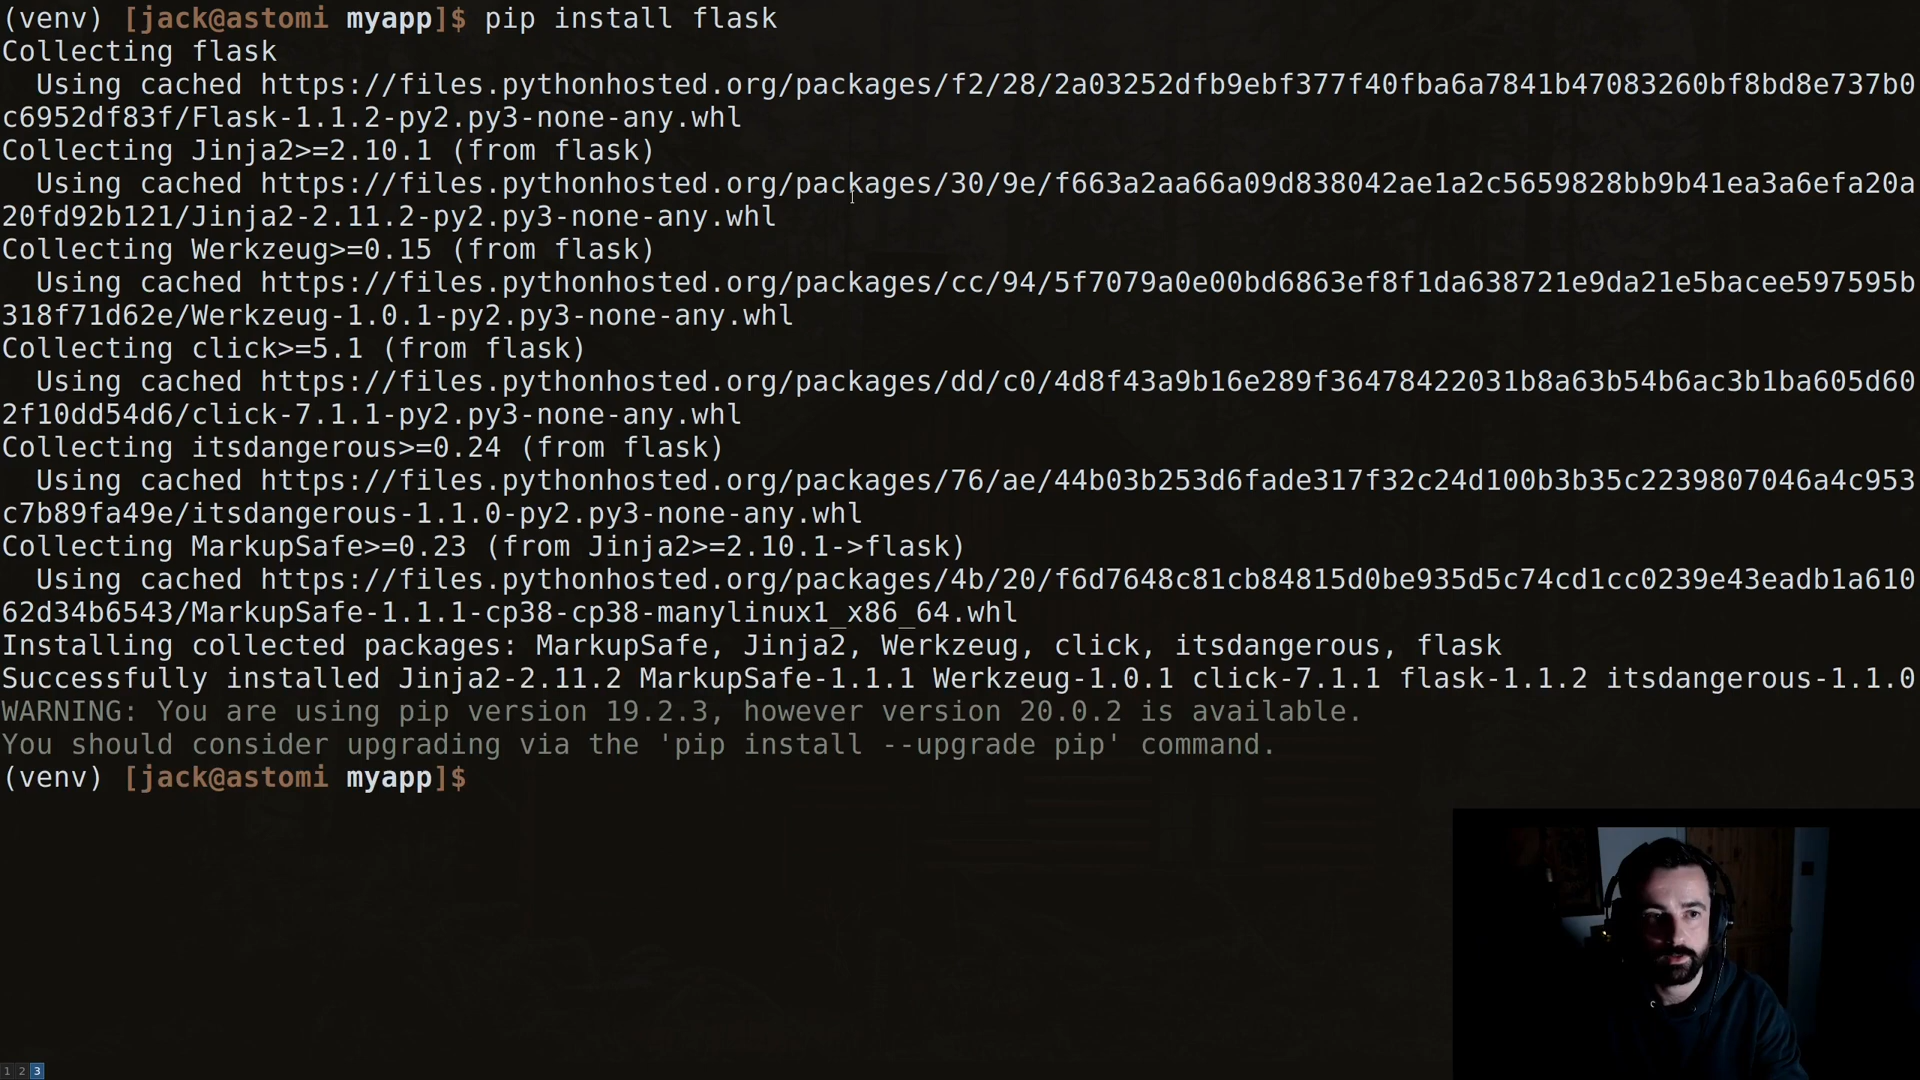 (venv) [jack@astomi myapp]$ pip install flask
Collecting flask
  Using cached https://files.pythonhosted.org/packages/f2/28/2a03252dfb9ebf377f40fba6a7841b47083260bf8bd8e737b0
c6952df83f/Flask-1.1.2-py2.py3-none-any.whl
Collecting Jinja2>=2.10.1 (from flask)
  Using cached https://files.pythonhosted.org/packages/30/9e/f663a2aa66a09d838042ae1a2c5659828bb9b41ea3a6efa20a
20fd92b121/Jinja2-2.11.2-py2.py3-none-any.whl
Collecting Werkzeug>=0.15 (from flask)
  Using cached https://files.pythonhosted.org/packages/cc/94/5f7079a0e00bd6863ef8f1da638721e9da21e5bacee597595b
318f71d62e/Werkzeug-1.0.1-py2.py3-none-any.whl
Collecting click>=5.1 (from flask)
  Using cached https://files.pythonhosted.org/packages/dd/c0/4d8f43a9b16e289f36478422031b8a63b54b6ac3b1ba605d60
2f10dd54d6/click-7.1.1-py2.py3-none-any.whl
Collecting itsdangerous>=0.24 (from flask)
  Using cached https://files.pythonhosted.org/packages/76/ae/44b03b253d6fade317f32c24d100b3b35c2239807046a4c953
c7b89fa49e/itsdangerous-1.1.0-py2.py3-none-any.whl
Collecting MarkupSafe>=0.23 (from Jinja2>=2.10.1->flask)
  Using cached https://files.pythonhosted.org/packages/4b/20/f6d7648c81cb84815d0be935d5c74cd1cc0239e43eadb1a610
62d34b6543/MarkupSafe-1.1.1-cp38-cp38-manylinux1_x86_64.whl
Installing collected packages: MarkupSafe, Jinja2, Werkzeug, click, itsdangerous, flask
Successfully installed Jinja2-2.11.2 MarkupSafe-1.1.1 Werkzeug-1.0.1 click-7.1.1 flask-1.1.2 itsdangerous-1.1.0
WARNING: You are using pip version 19.2.3, however version 20.0.2 is available.
You should consider upgrading via the 'pip install --upgrade pip' command.
(venv) [jack@astomi myapp]$
1 2 3